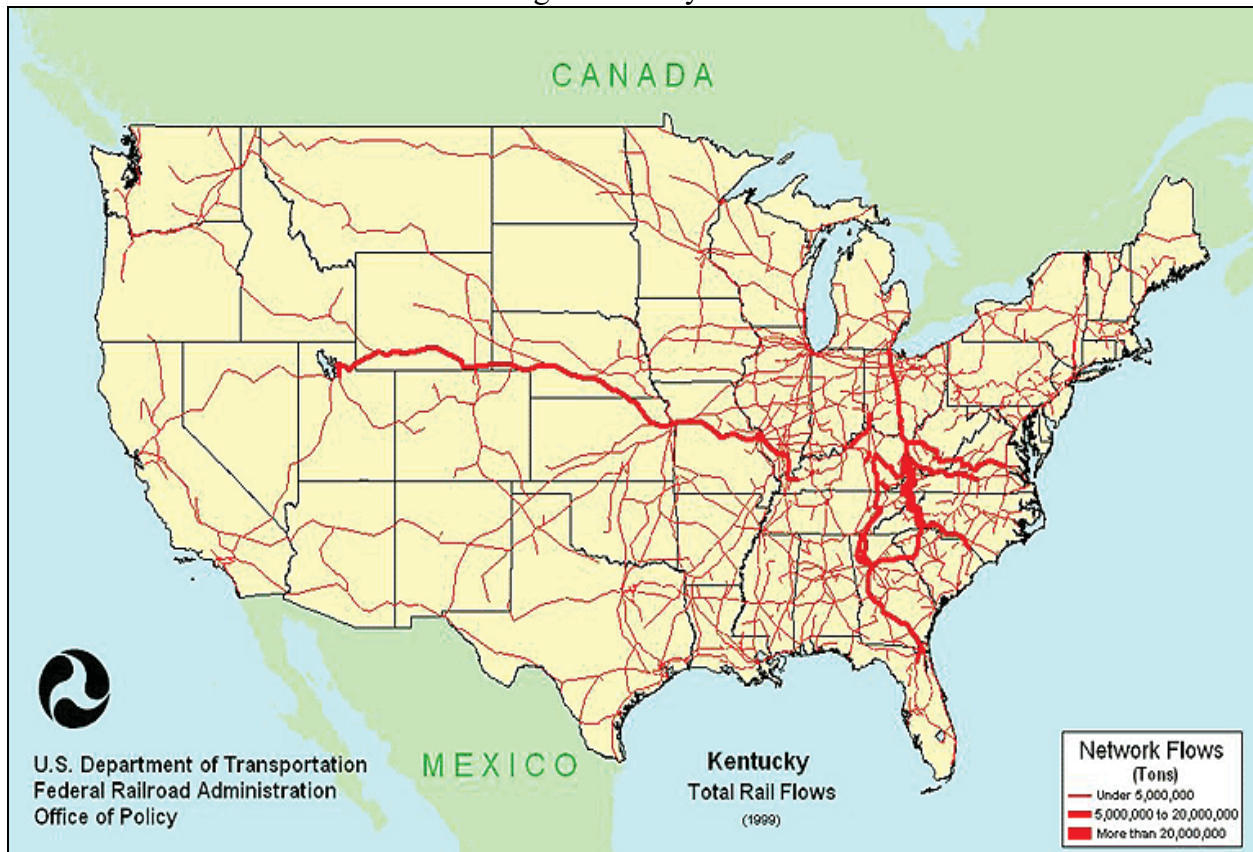 CANADA
MEXICO
U.S. Department of Transportation
Federal Railroad Administration
Office of Policy
Kentucky
Total Rail Flows
(1999)
Network Flows
(Tons)
Under 5,000,000
5,000,000 to 20,000,000
More than 20,000,000